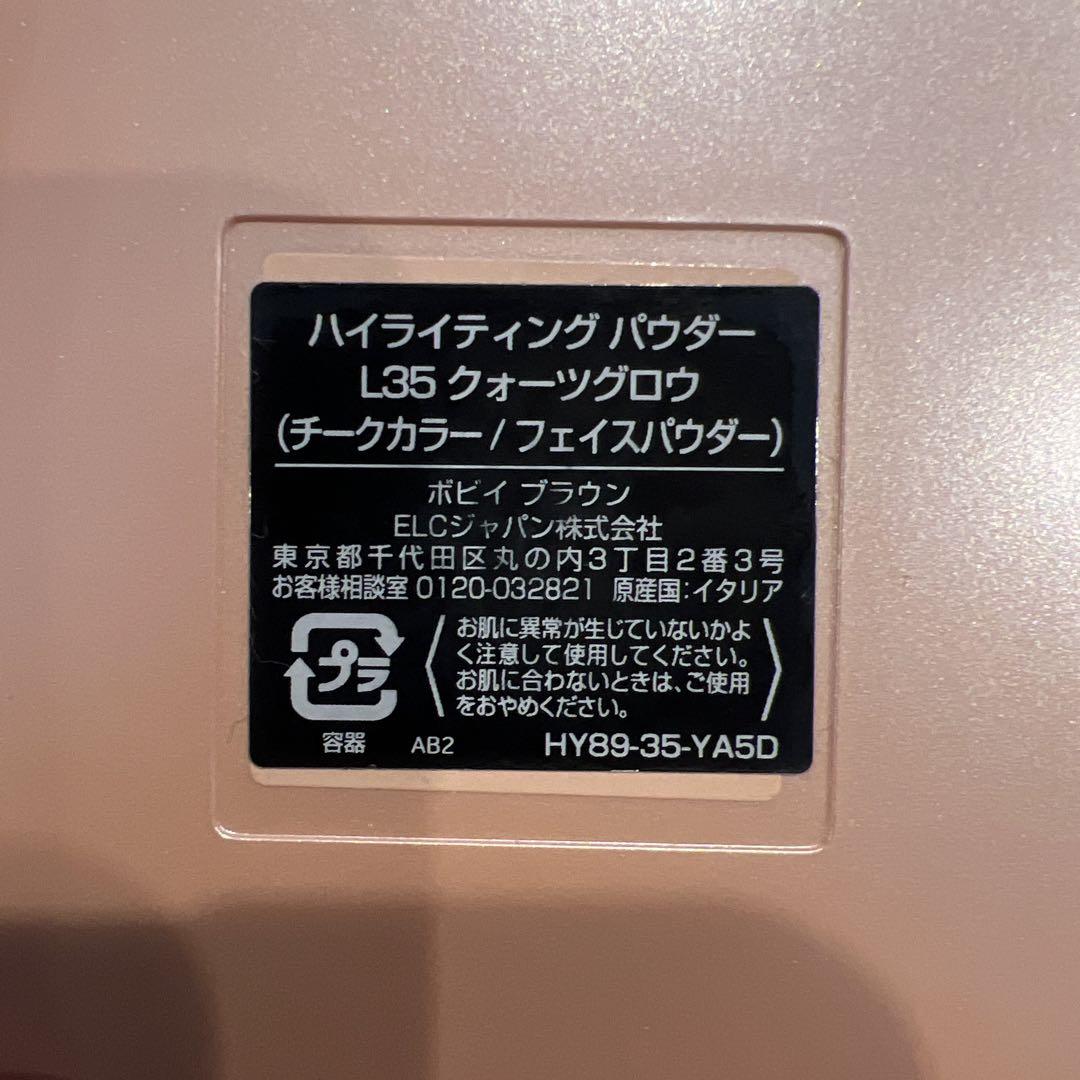 ハイライティング パウダー
L35 クォーツグロウ
(チークカラー/フェイスパウダー)
ボビイ ブラウン
ELCジャパン株式会社
東京都千代田区丸の内3丁目2番3号
お客様相談室 0120-032821 原産国:イタリア
プラ
容器 AB2
お肌に異常が生じていないかよ
く注意して使用してください。
お肌に合わないときは、ご使用
をおやめください。
HY89-35-YA5D